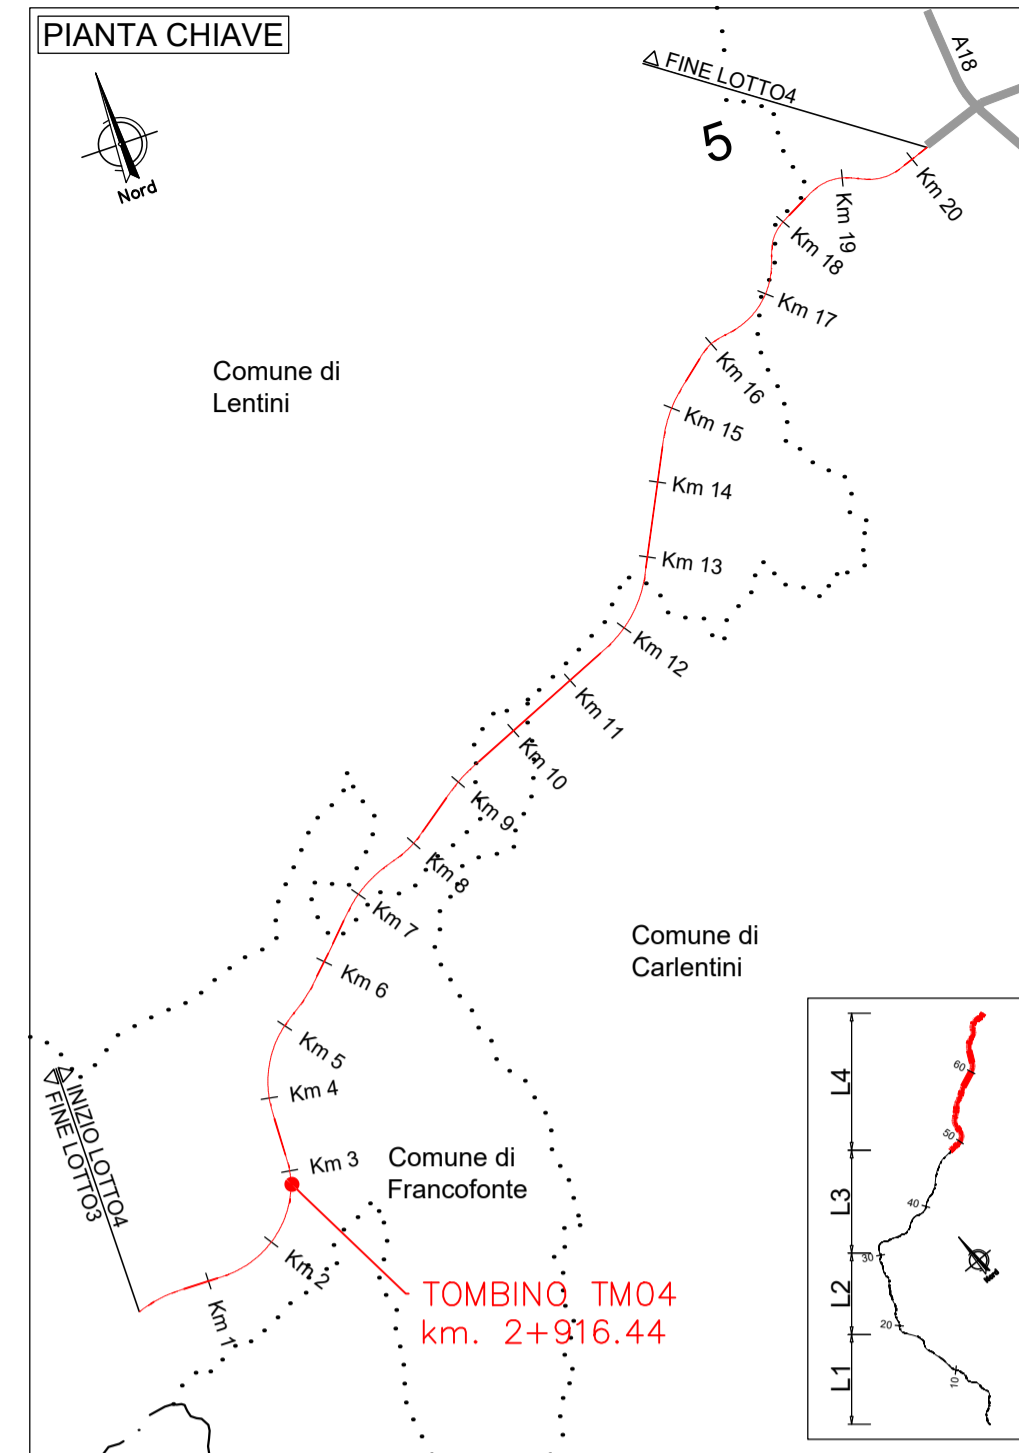 PIANTA CHIAVE
Nord
FINE LOTTO4
A18
5
Km 20
Km 19
Km 18
Km 17
Km 16
Km 15
Km 14
Km 13
Km 12
Km 11
Km 10
Km 9
Km 8
Km 7
Km 6
Km 5
Km 4
Km 3
Km 2
Km 1
Comune di
Lentini
Comune di
Carlentini
Comune di
Francofonte
INIZIO LOTTO4
FINE LOTTO3
TOMBINO TM04
km. 2+916.44
L4
L3
L2
L1
60
50
40
30
20
10
Nord